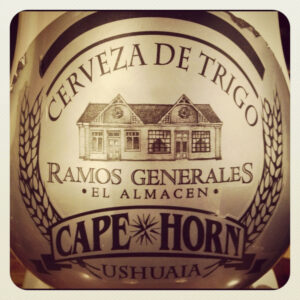 CERVEZA DE TRIGO
RAMOS GENERALES
• EL ALMACEN •
CAPE HORN
USHUAIA